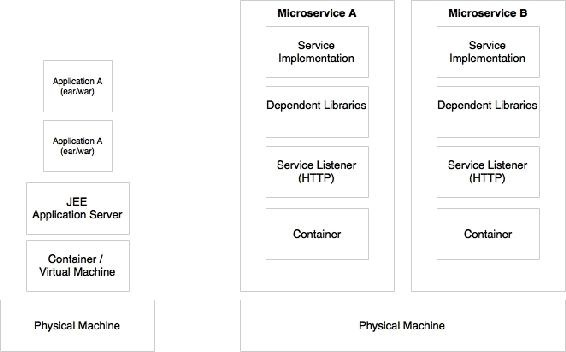 Application A
(ear/war)
Application A
(ear/war)
JEE
Application Server
Container /
Virtual Machine
Physical Machine
Microservice A
Service
Implementation
Dependent Libraries
Service Listener
(HTTP)
Container
Microservice B
Service
Implementation
Dependent Libraries
Service Listener
(HTTP)
Container
Physical Machine